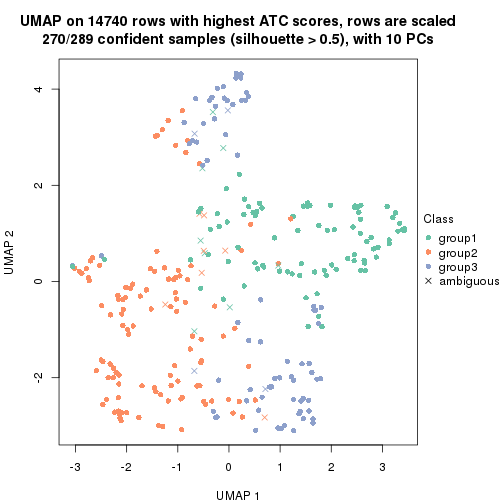 UMAP on 14740 rows with highest ATC scores, rows are scaled
270/289 confident samples (silhouette > 0.5), with 10 PCs
4
2
0
-2
UMAP 2
-3
-2
-1
0
1
2
3
UMAP 1
Class
group1
group2
group3
ambiguous